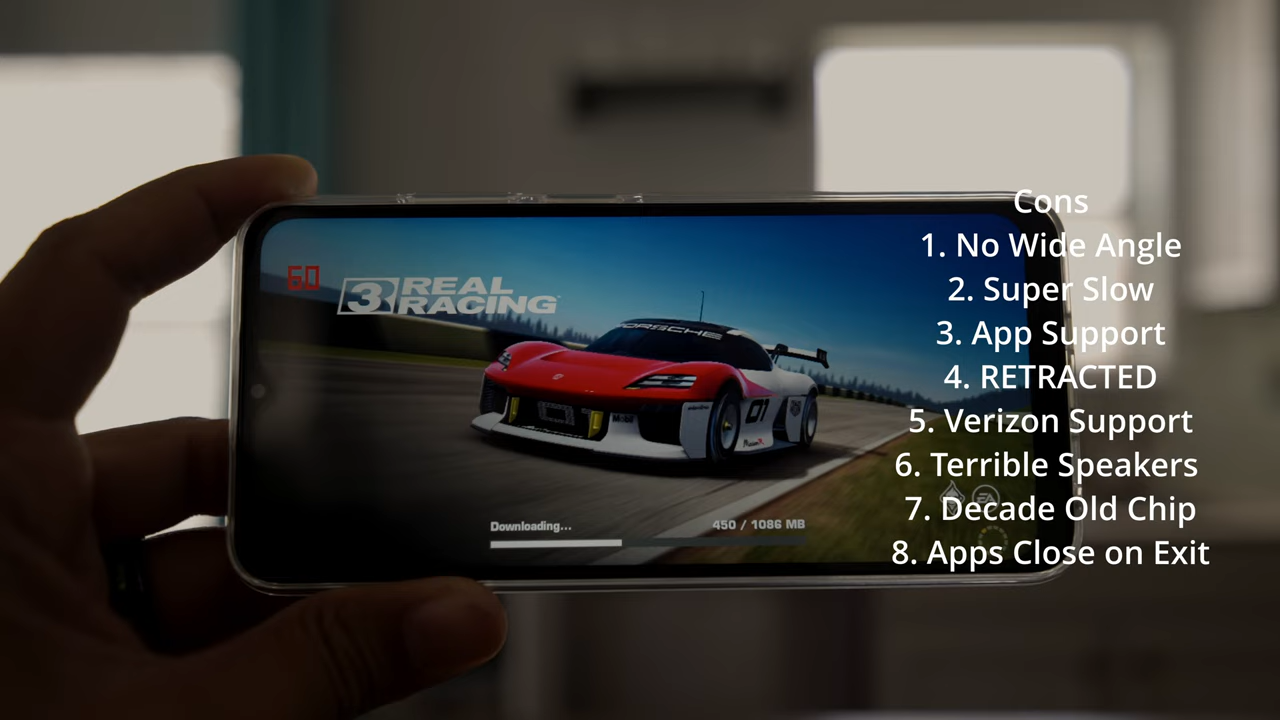 Cons
1. No Wide Angle
2. Super Slow
3. App Support
4. RETRACTED
5. Verizon Support
6. Terrible Speakers
7. Decade Old Chip
8. Apps Close on Exit
60
3 REAL
RACING
PORSCHE
01
Mobil
EA
Downloading...
450 / 1086 MB